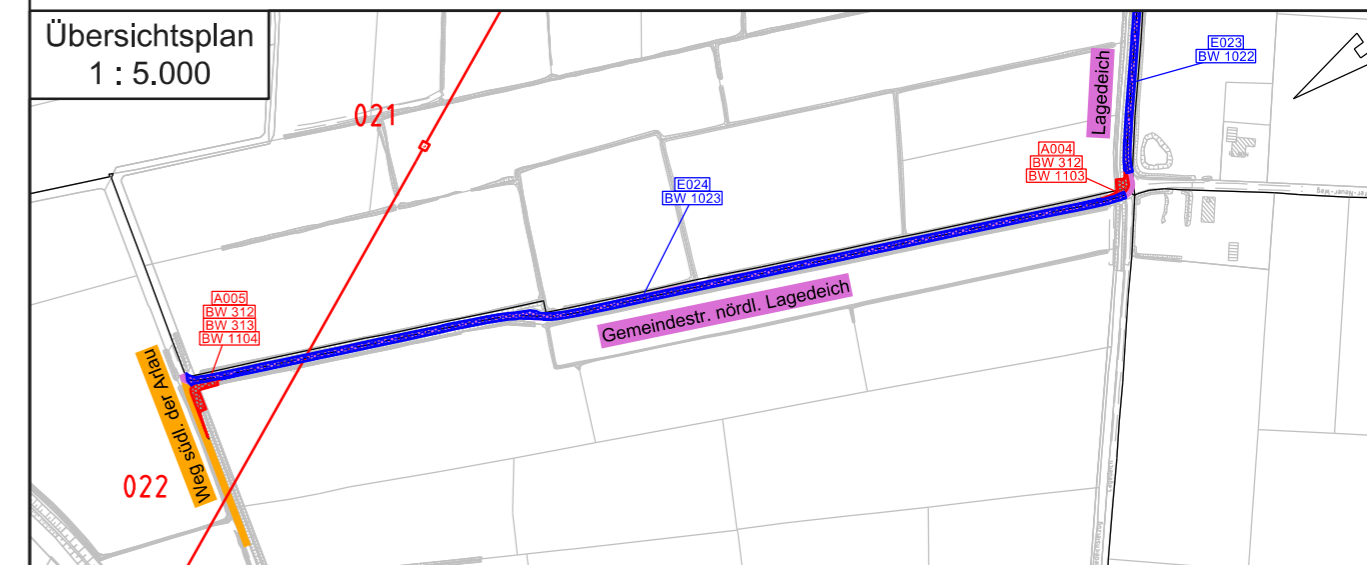 Übersichtsplan
1 : 5.000
021
E023
BW 1022
Lagedeich
A004
BW 312
BW 1103
E024
BW 1023
Gemeindestr. nördl. Lagedeich
A005
BW 312
BW 313
BW 1104
Weg südl. der Arlau
022